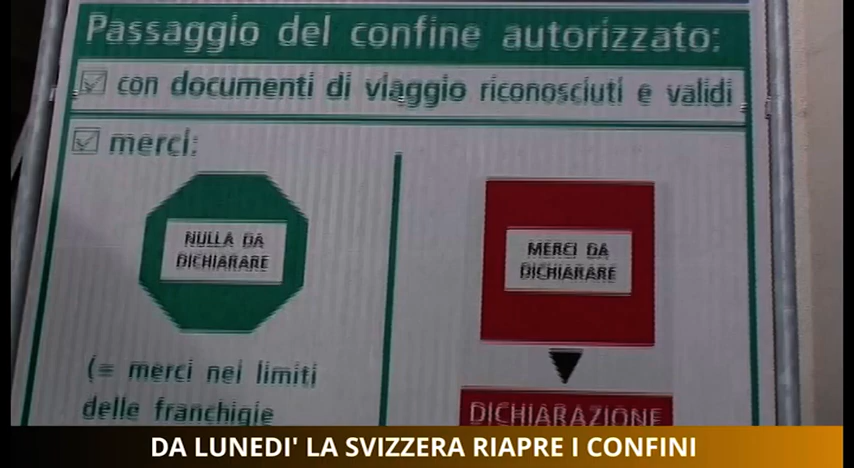 Passaggio del confine autorizzato:
con documenti di viaggio riconosciuti e validi
merci:
NULLA DA
DICHIARARE
MERCI DA
DICHIARARE
(= merci nei limiti
delle franchigie
DICHIARAZIONE
DA LUNEDI' LA SVIZZERA RIAPRE I CONFINI